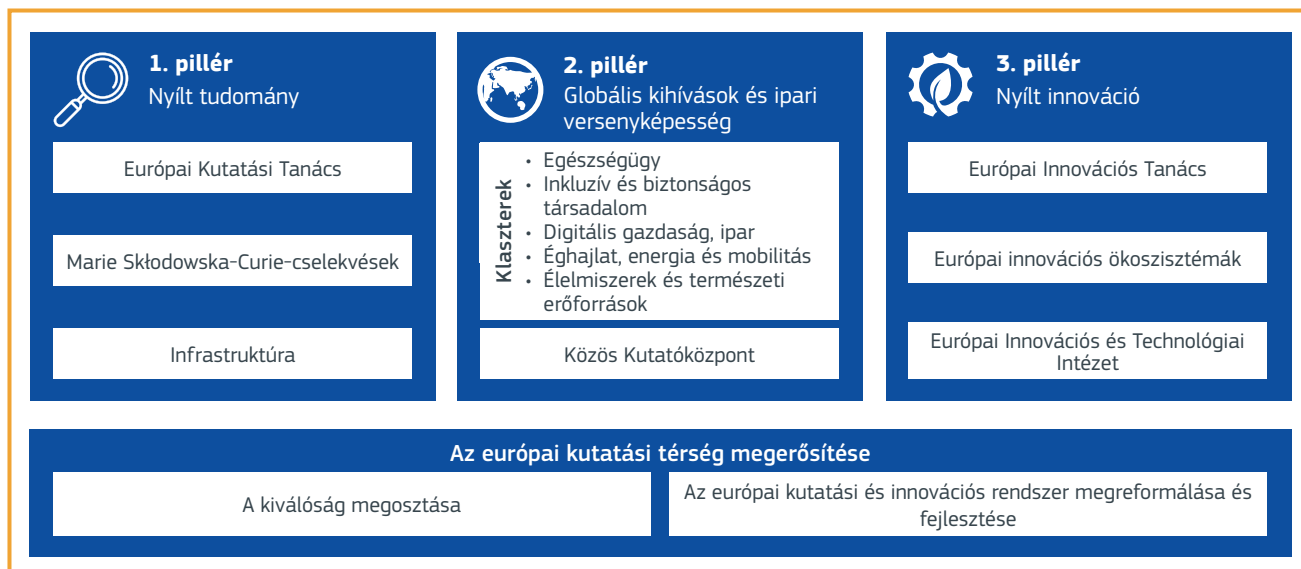 1. pillér
Nyílt tudomány
Európai Kutatási Tanács
Marie Skłodowska-Curie-cselekvések
Infrastruktúra
2. pillér
Globális kihívások és ipari
versenyképesség
Klaszterek
• Egészségügy
• Inkluzív és biztonságos
társadalom
• Digitális gazdaság, ipar
• Éghajlat, energia és mobilitás
• Élelmiszerek és természeti
erőforrások
Közös Kutatóközpont
3. pillér
Nyílt innováció
Európai Innovációs Tanács
Európai innovációs ökoszisztémák
Európai Innovációs és Technológiai
Intézet
Az európai kutatási térség megerősítése
A kiválóság megosztása
Az európai kutatási és innovációs rendszer megreformálása és
fejlesztése